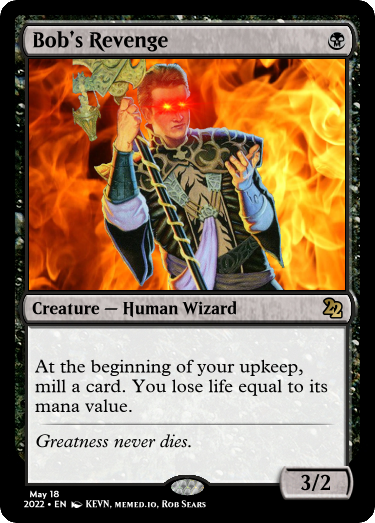 Bob's Revenge
Creature — Human Wizard
22
At the beginning of your upkeep,
mill a card. You lose life equal to its
mana value.
Greatness never dies.
3/2
May 18
2022 • EN KEVN, MEMED.IO, ROB SEARS